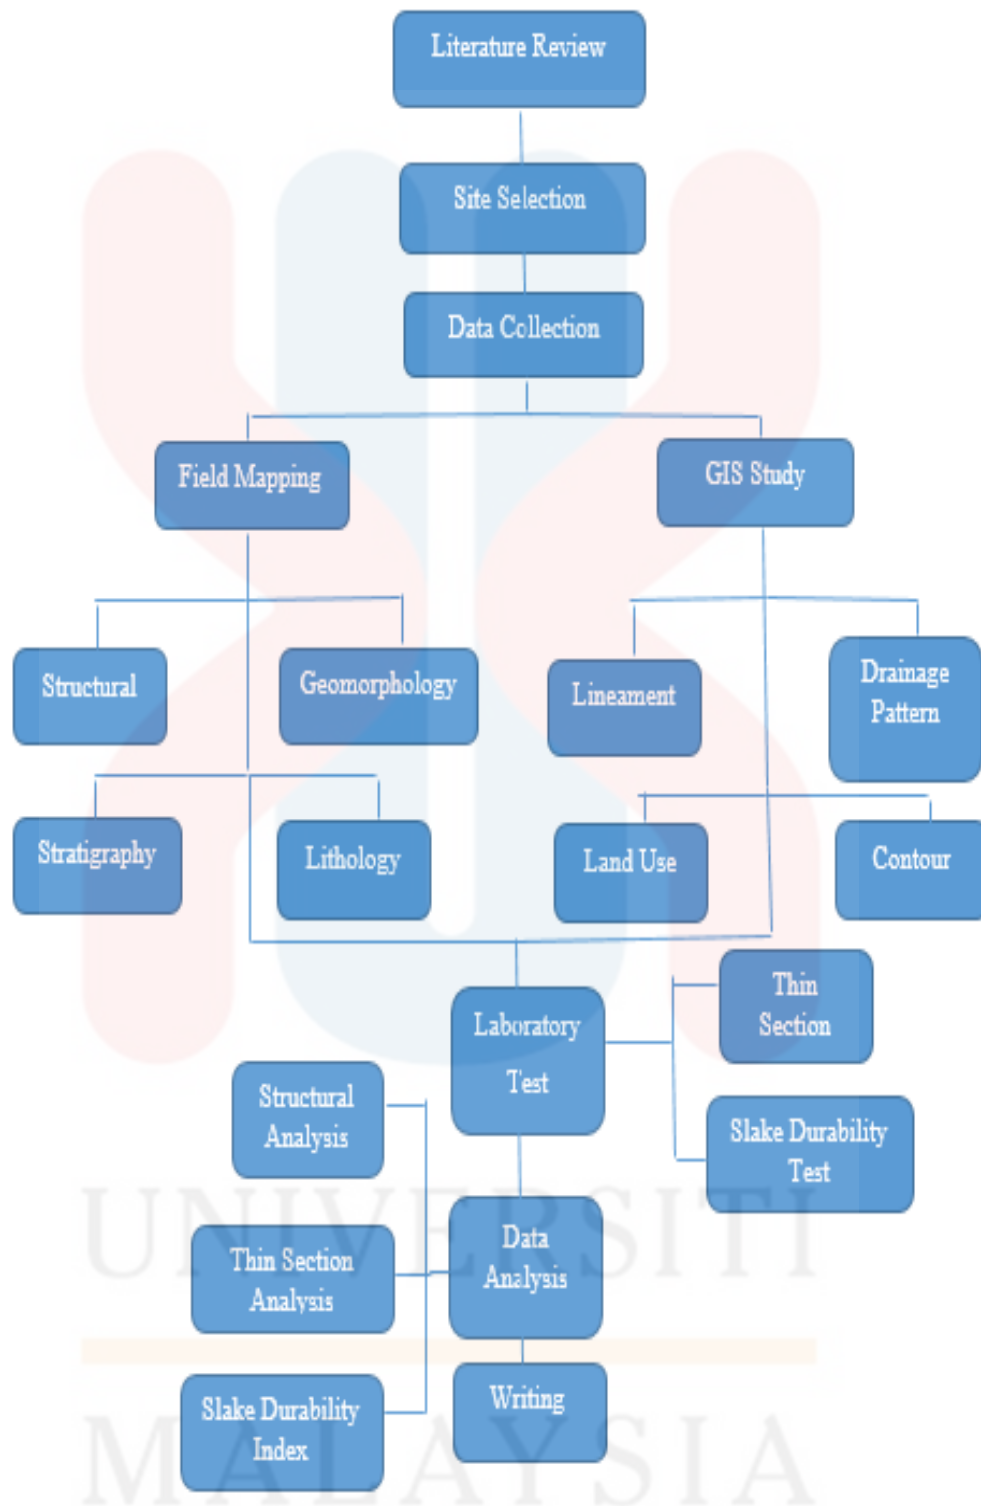 Literature Review
Site Selection
Data Collection
Field Mapping
GIS Study
Structural
Geomorphology
Lineament
Drainage
Pattern
Stratigraphy
Lithology
Land Use
Contour
Laboratory
Test
Thin
Section
Slake Durability
Test
Structural
Analysis
Data
Analysis
Thin Section
Analysis
Slake Durability
Index
Writing
UNIVERSITI
MALAYSIA